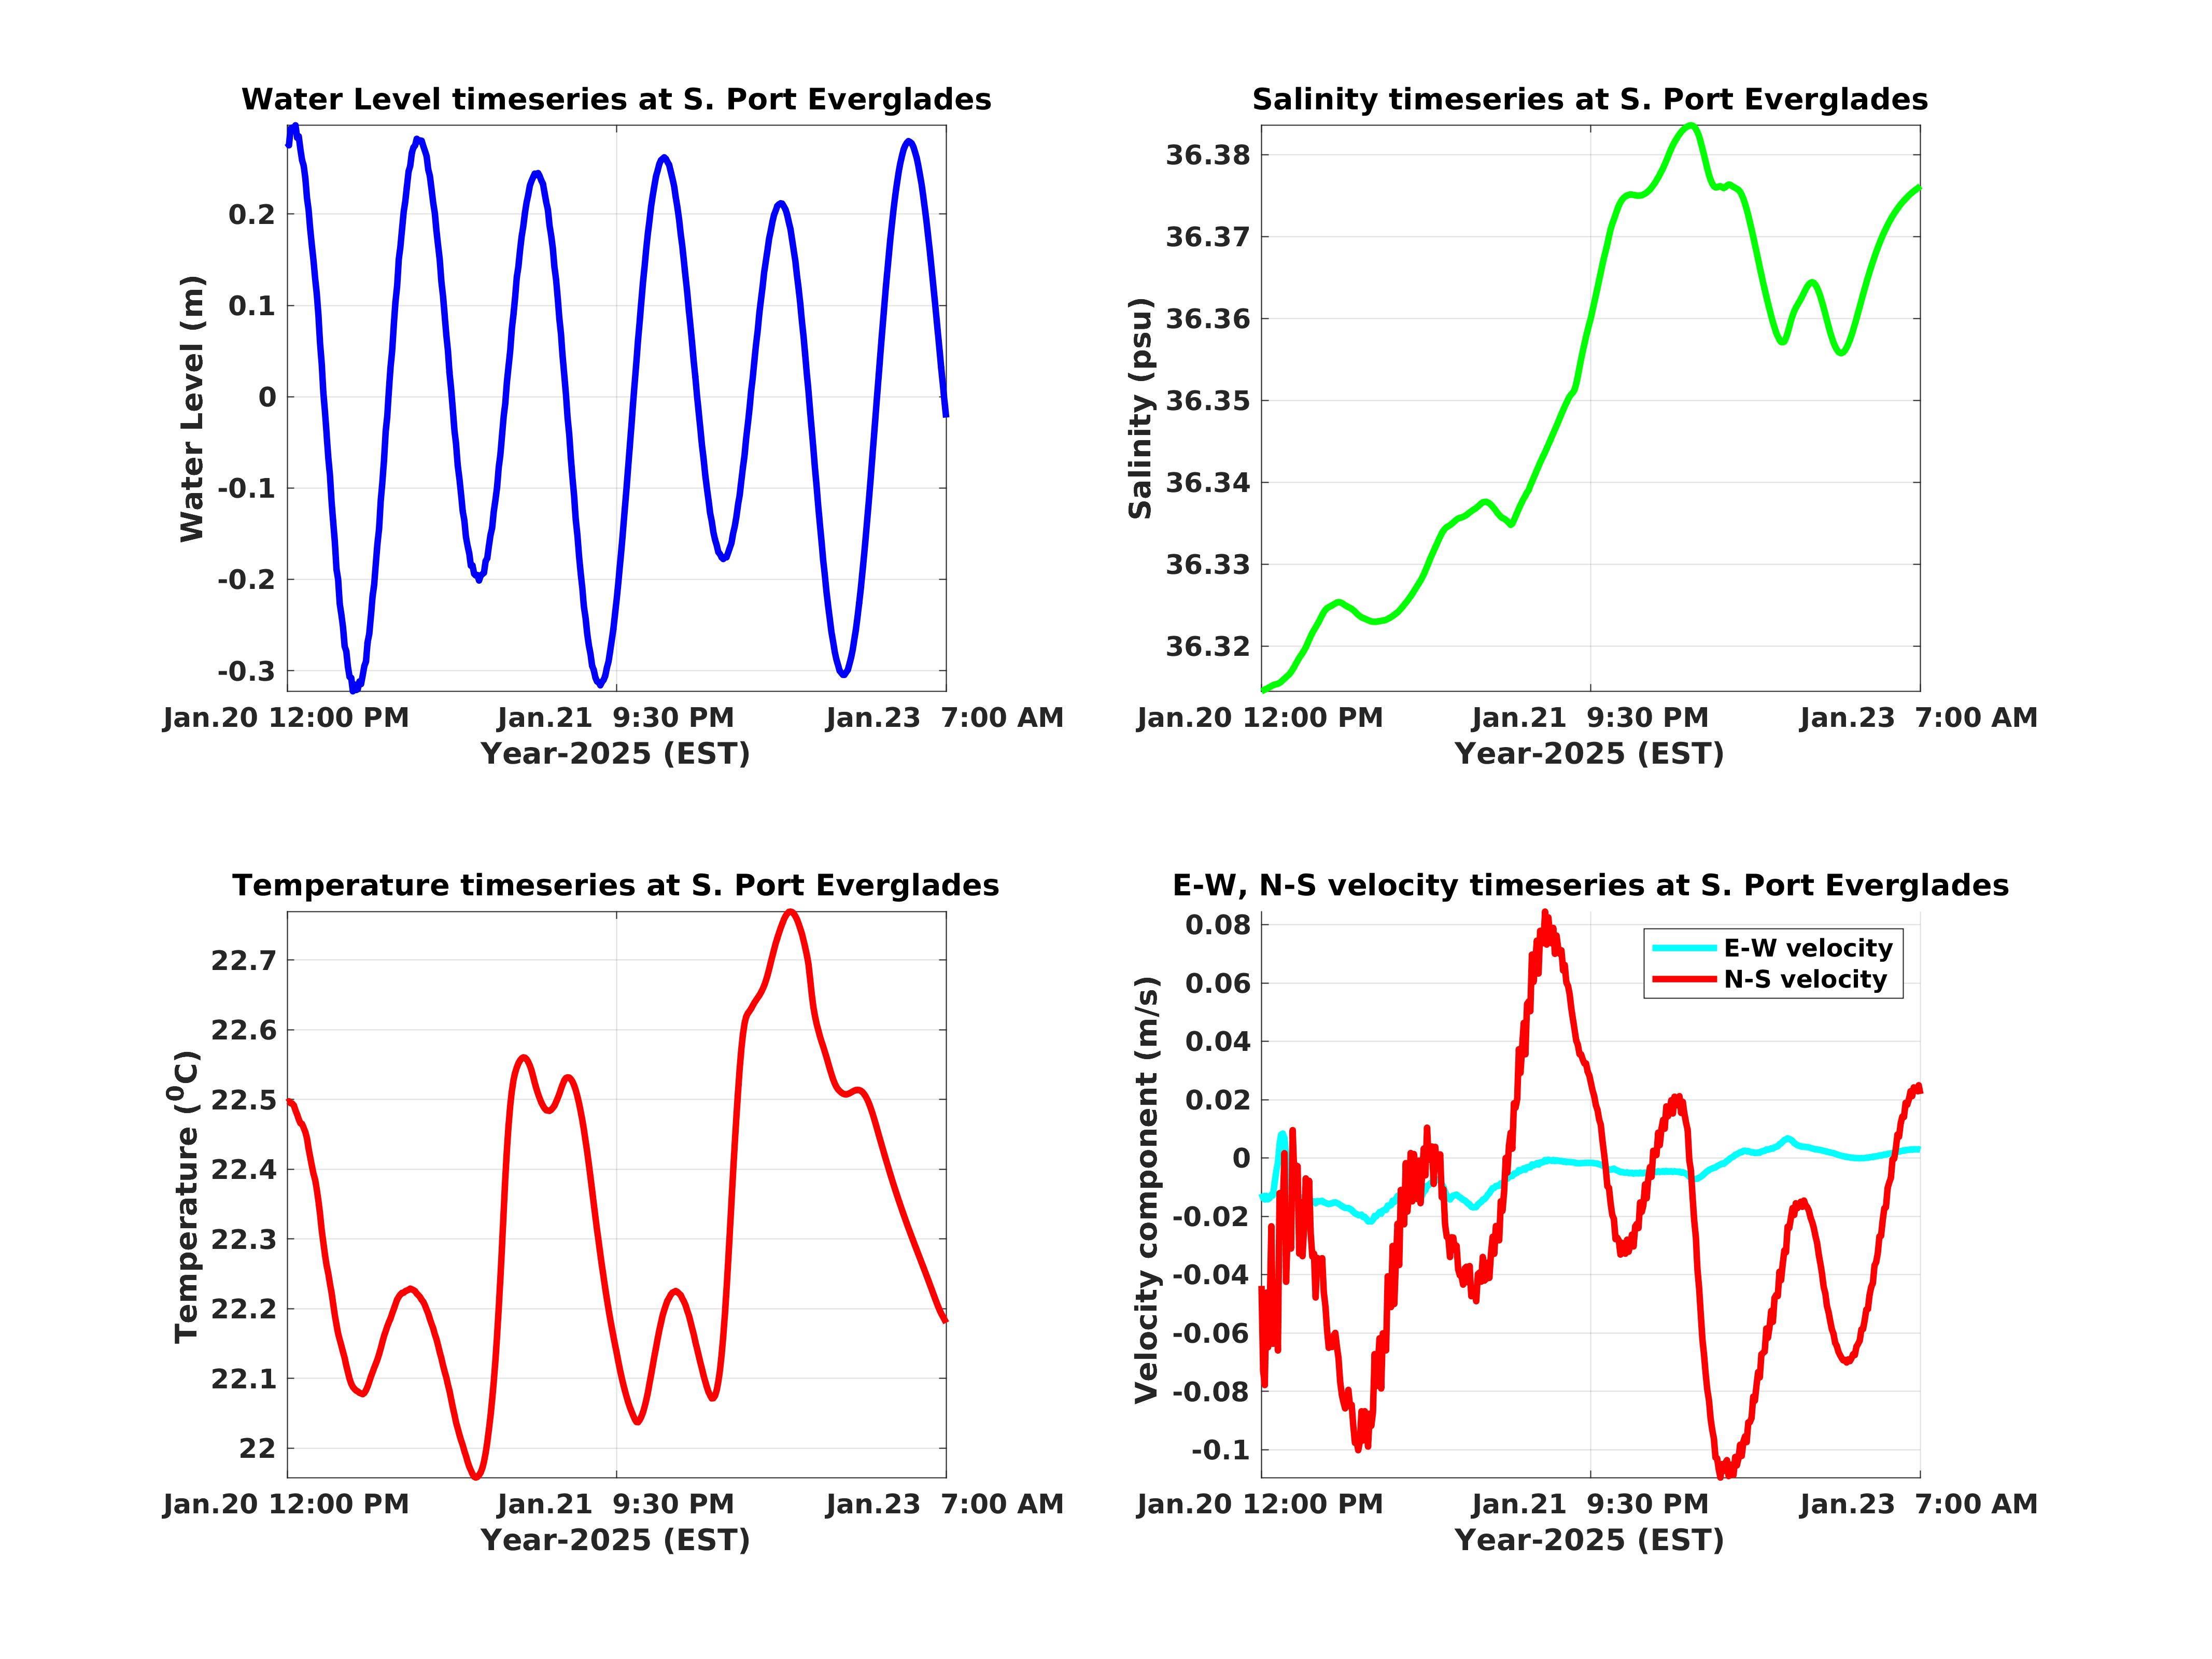 Water Level timeseries at S. Port Everglades
Water Level (m)
0.2
0.1
0
-0.1
-0.2
-0.3
Jan.20 12:00 PM
Jan.21  9:30 PM
Jan.23  7:00 AM
Year-2025 (EST)
Salinity timeseries at S. Port Everglades
Salinity (psu)
36.38
36.37
36.36
36.35
36.34
36.33
36.32
Jan.20 12:00 PM
Jan.21  9:30 PM
Jan.23  7:00 AM
Year-2025 (EST)
Temperature timeseries at S. Port Everglades
Temperature (⁰C)
22.7
22.6
22.5
22.4
22.3
22.2
22.1
22
Jan.20 12:00 PM
Jan.21  9:30 PM
Jan.23  7:00 AM
Year-2025 (EST)
E-W, N-S velocity timeseries at S. Port Everglades
Velocity component (m/s)
0.08
0.06
0.04
0.02
0
-0.02
-0.04
-0.06
-0.08
-0.1
E-W velocity
N-S velocity
Jan.20 12:00 PM
Jan.21  9:30 PM
Jan.23  7:00 AM
Year-2025 (EST)